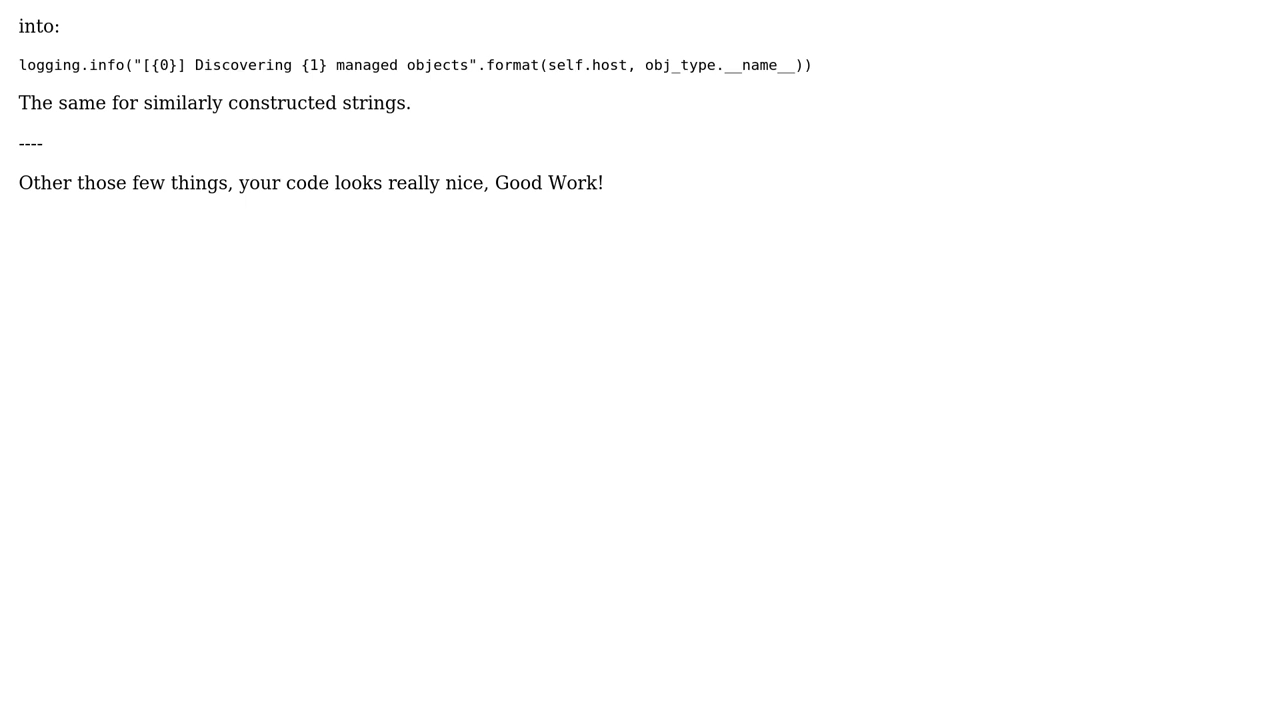 into:
logging.info("[{0}] Discovering {1} managed objects".format(self.host, obj_type.__name__))
The same for similarly constructed strings.
----
Other those few things, your code looks really nice, Good Work!